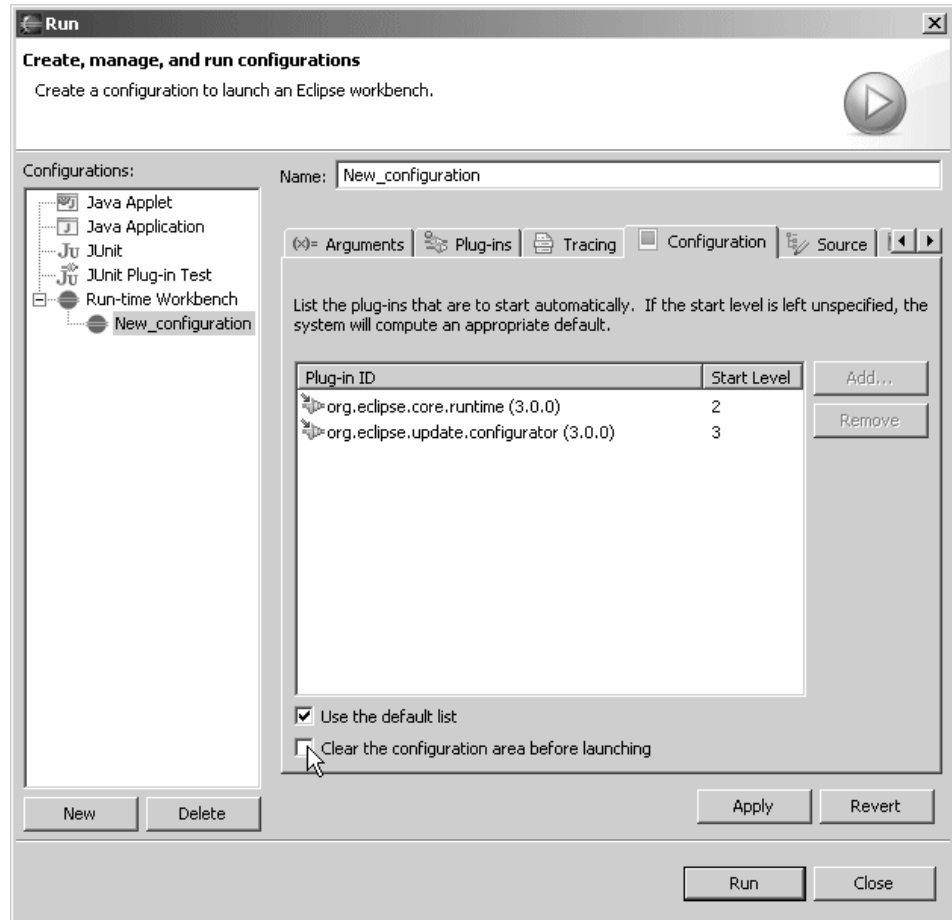 Run
Create, manage, and run configurations
Create a configuration to launch an Eclipse workbench.
Configurations:
Java Applet
Java Application
JUnit
JUnit Plug-in Test
Run-time Workbench
New_configuration
New
Delete
Name: New_configuration
(x)= Arguments Plug-ins Tracing Configuration Source
List the plug-ins that are to start automatically. If the start level is left unspecified, the
system will compute an appropriate default.
Plug-in ID Start Level
org.eclipse.core.runtime (3.0.0) 2
org.eclipse.update.configurator (3.0.0) 3
Add...
Remove
Use the default list
Clear the configuration area before launching
Apply Revert
Run Close